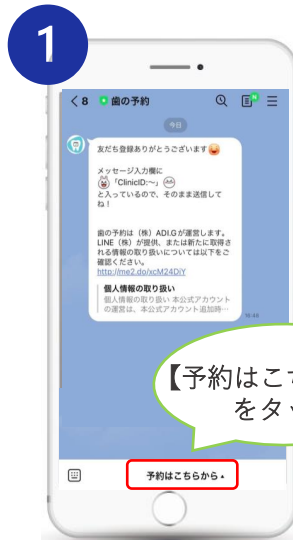 1
8 歯の予約
N
今日
友だち登録ありがとうございます
メッセージ入力欄に
「ClinicID:〜」
と入っているので、そのまま送信して
ね！
歯の予約は（株）ADI.Gが運営します。
LINE（株）が提供、または新たに取得さ
れる情報の取り扱いについては以下をご
確認ください。
http://me2.do/xcM24DiY
個人情報の取り扱い
個人情報の取り扱い 本公式アカウント
の運営は、本公式アカウント追加時…
16:46
【予約はこち
をタッ
予約はこちらから